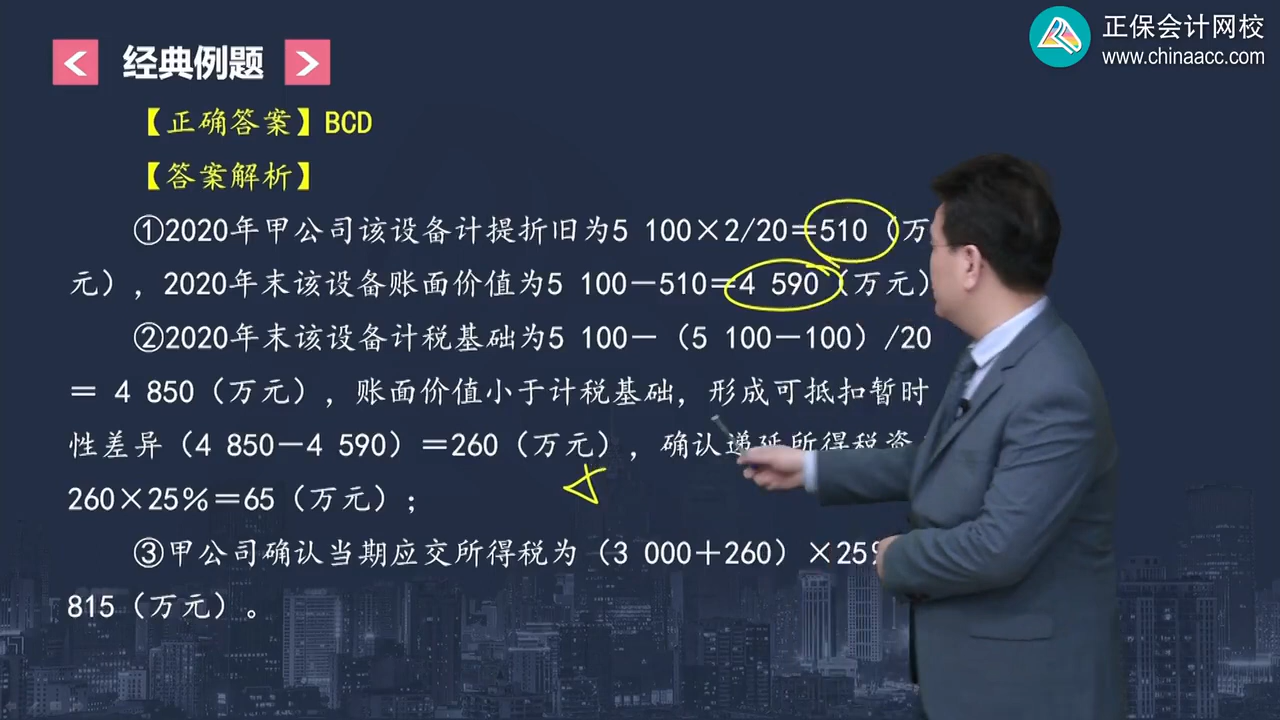 正保会计网校
www.chinaacc.com
经典例题
【正确答案】BCD
【答案解析】
①2020年甲公司该设备计提折旧为5 100×2/20＝510（万
元），2020年末该设备账面价值为5 100－510＝4 590（万元）
②2020年末该设备计税基础为5 100－（5 100－100）/20
＝ 4 850（万元），账面价值小于计税基础，形成可抵扣暂时
性差异（4 850－4 590）＝260（万元），确认递延所得税资
260×25％＝65（万元）；
③甲公司确认当期应交所得税为（3 000＋260）×25％
815（万元）。